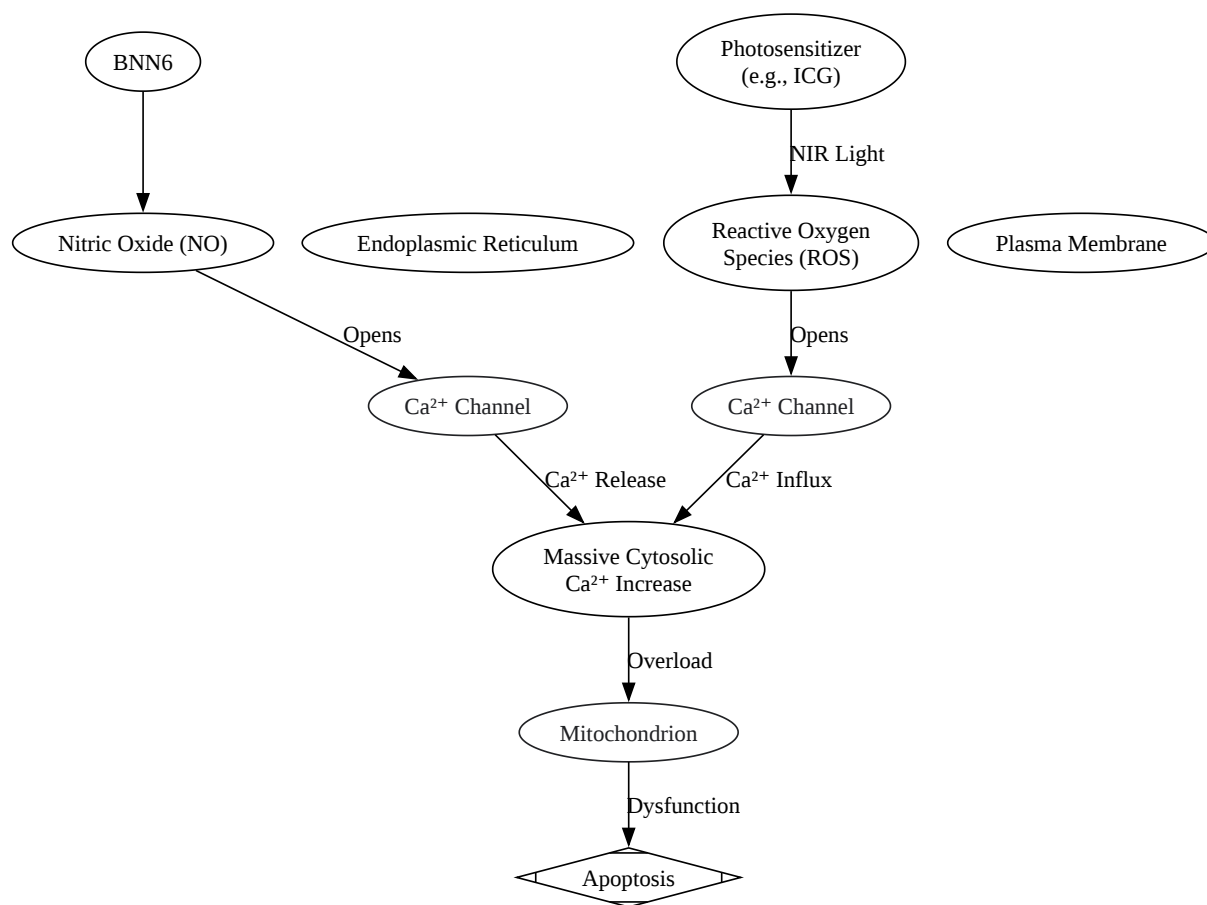 BNN6
Photosensitizer
(e.g., ICG)
NIR Light
Nitric Oxide (NO)
Endoplasmic Reticulum
Reactive Oxygen
Species (ROS)
Plasma Membrane
Opens
Opens
Ca²⁺ Channel
Ca²⁺ Channel
Ca²⁺ Release
Ca²⁺ Influx
Massive Cytosolic
Ca²⁺ Increase
Overload
Mitochondrion
Dysfunction
Apoptosis